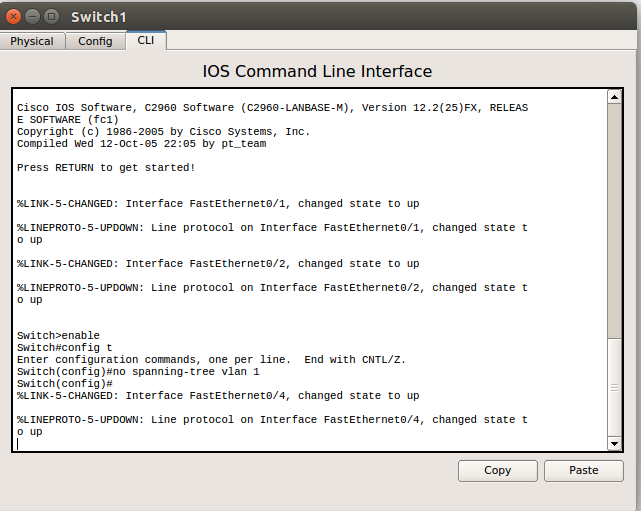 Switch1
Physical Config CLI
IOS Command Line Interface
Cisco IOS Software, C2960 Software (C2960-LANBASE-M), Version 12.2(25)FX, RELEAS
E SOFTWARE (fc1)
Copyright (c) 1986-2005 by Cisco Systems, Inc.
Compiled Wed 12-Oct-05 22:05 by pt_team
Press RETURN to get started!
%LINK-5-CHANGED: Interface FastEthernet0/1, changed state to up
%LINEPROTO-5-UPDOWN: Line protocol on Interface FastEthernet0/1, changed state t
o up
%LINK-5-CHANGED: Interface FastEthernet0/2, changed state to up
%LINEPROTO-5-UPDOWN: Line protocol on Interface FastEthernet0/2, changed state t
o up
Switch>enable
Switch#config t
Enter configuration commands, one per line.  End with CNTL/Z.
Switch(config)#no spanning-tree vlan 1
Switch(config)#
%LINK-5-CHANGED: Interface FastEthernet0/4, changed state to up
%LINEPROTO-5-UPDOWN: Line protocol on Interface FastEthernet0/4, changed state t
o up
Copy Paste